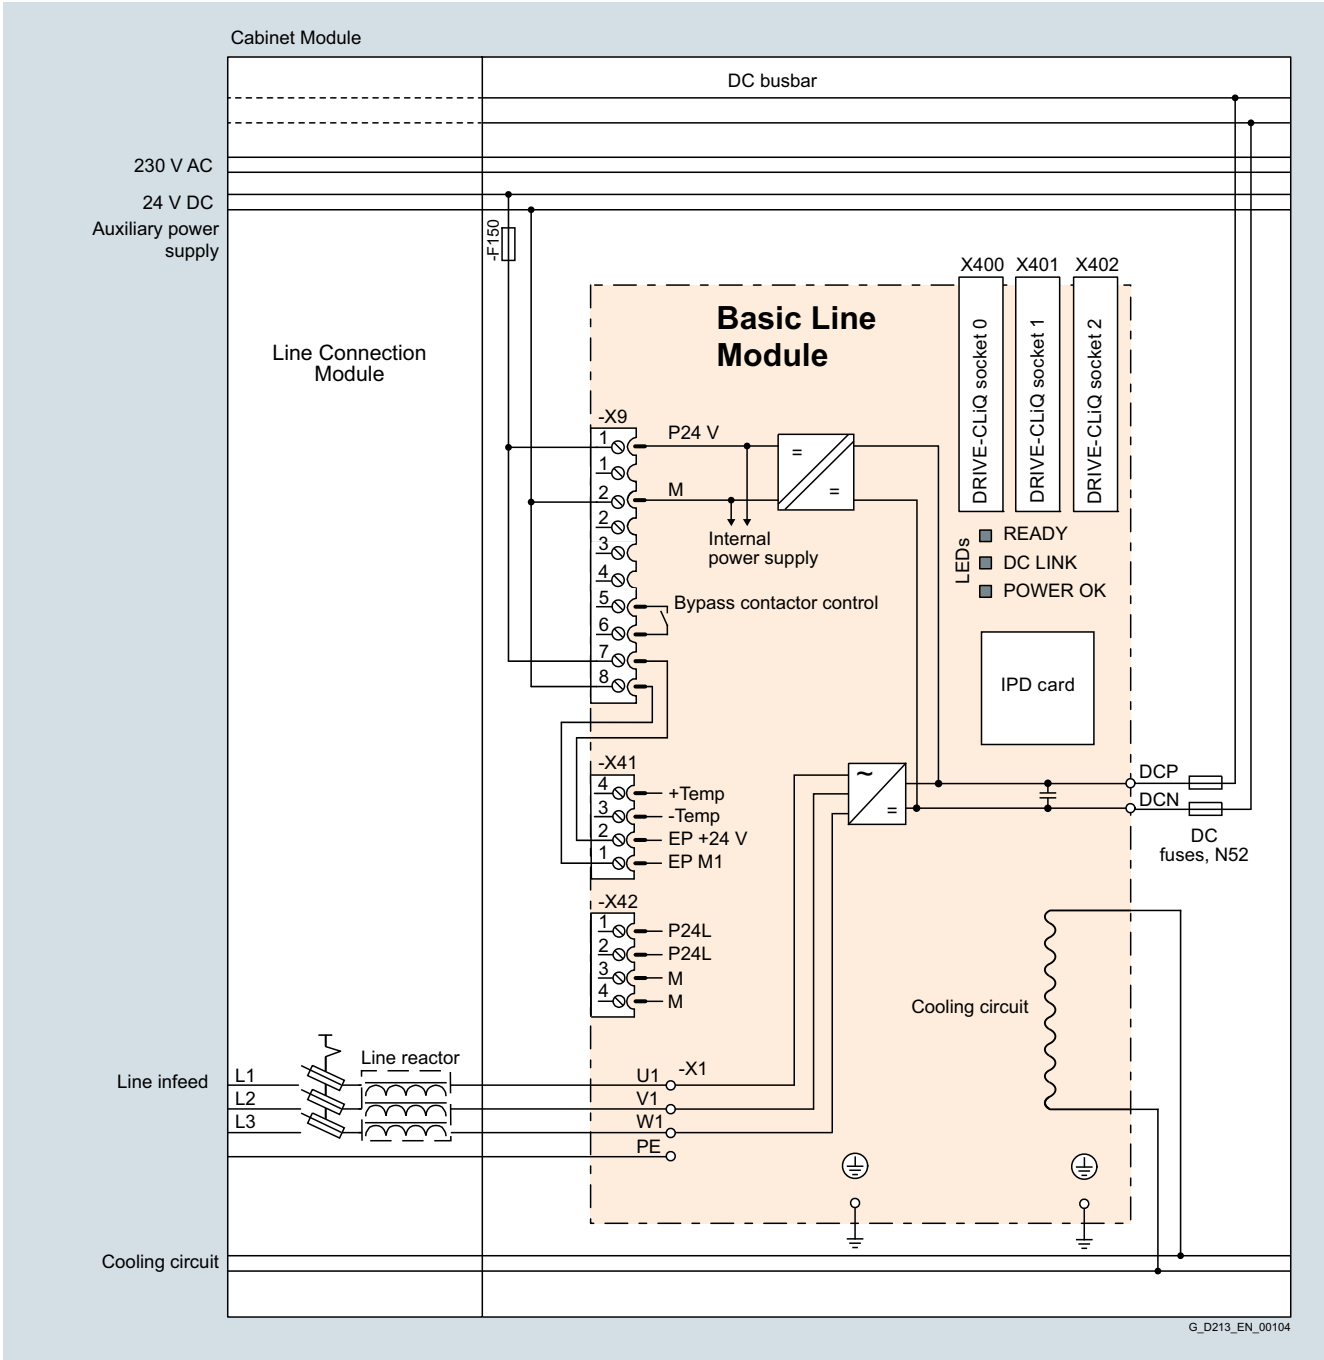 Cabinet Module
DC busbar
230 V AC
24 V DC
Auxiliary power
supply
-F150
X400 X401 X402
Basic Line
Module
DRIVE-CLiQ socket 0
DRIVE-CLiQ socket 1
DRIVE-CLiQ socket 2
Line Connection
Module
-X9
1
P24 V
=
=
1
2
M
2
Internal
power supply
3
4
5
Bypass contactor control
6
7
8
LEDs
READY
DC LINK
POWER OK
IPD card
-X41
4 +Temp
3 -Temp
2 EP +24 V
1 EP M1
~
=
DCP
DCN
DC
fuses, N52
-X42
1 P24L
2 P24L
3 M
4 M
Cooling circuit
Line reactor
Line infeed
L1
L2
L3
U1 -X1
V1
W1
PE
Cooling circuit
G_D213_EN_00104